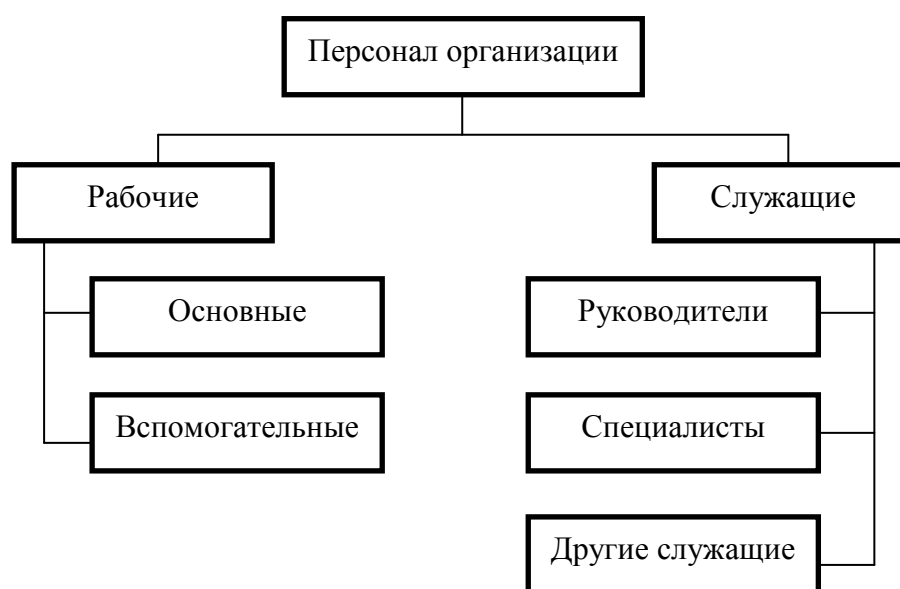 Персонал организации
Рабочие
Служащие
Основные
Руководители
Вспомогательные
Специалисты
Другие служащие